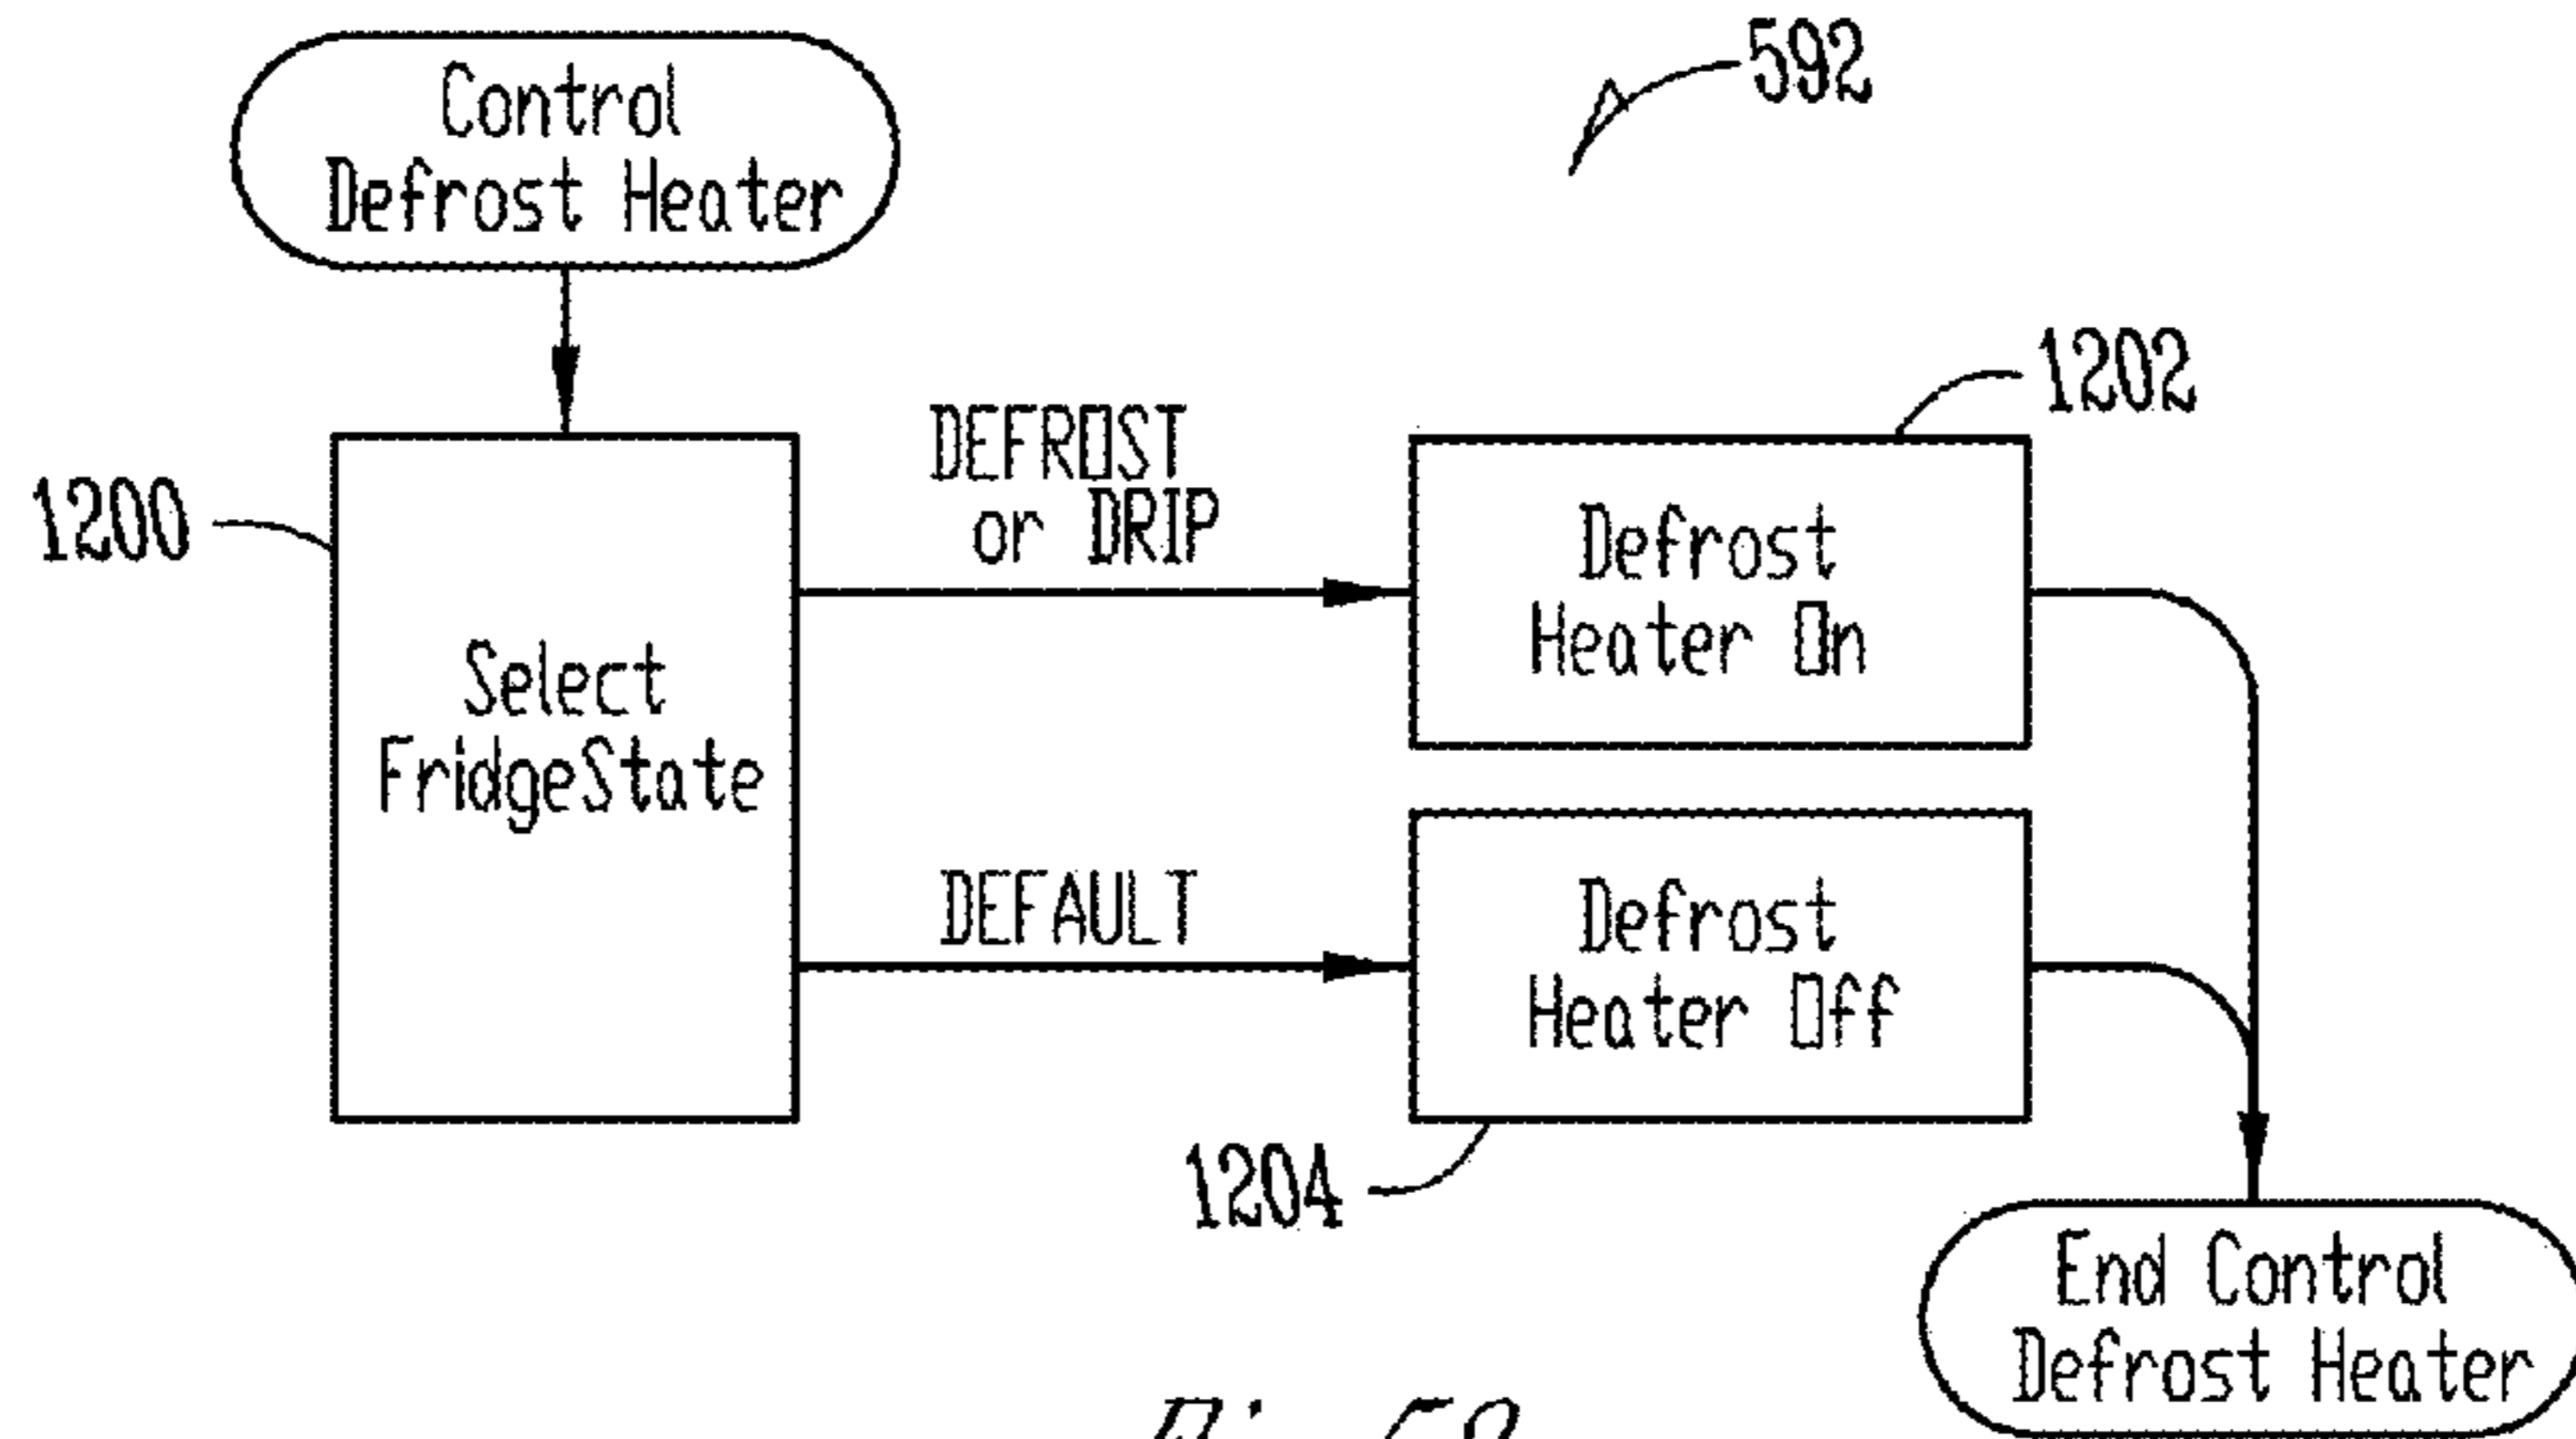 Control
Defrost Heater
592
1200
Select
FridgeState
DEFROST
or DRIP
1202
Defrost
Heater On
DEFAULT
Defrost
Heater Off
1204
End Control
Defrost Heater